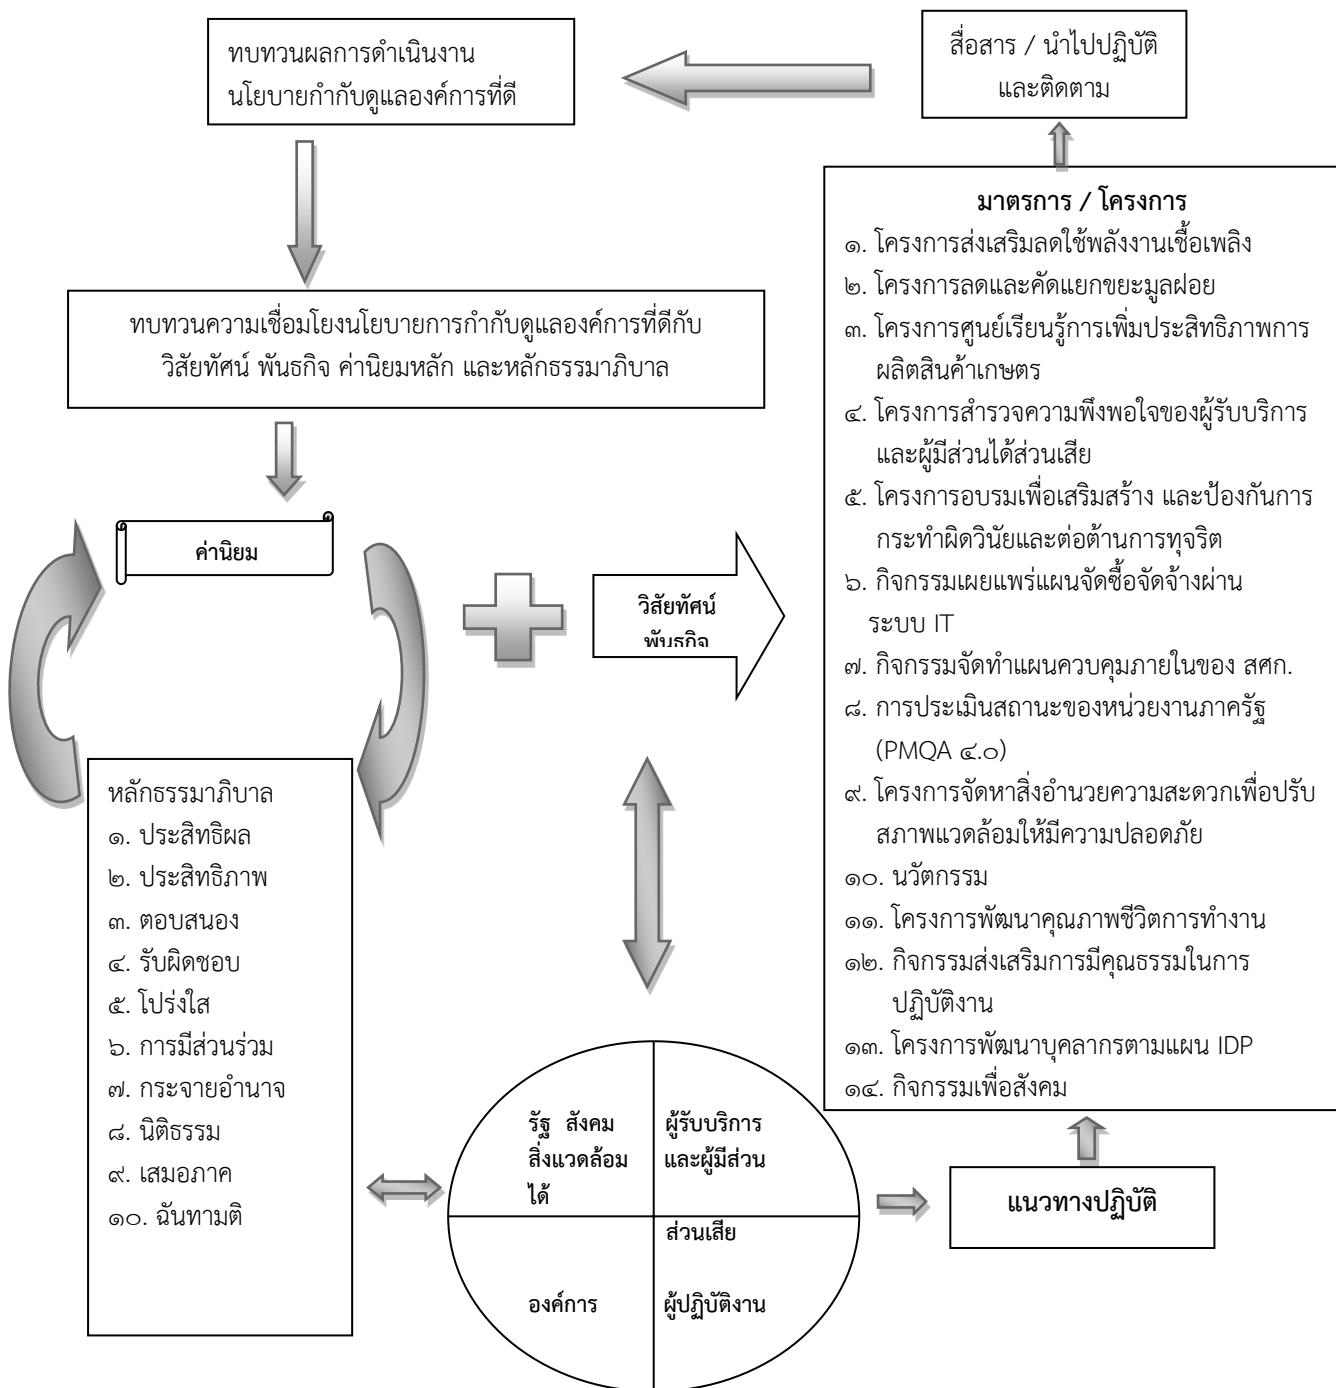 ทบทวนผลการดำเนินงาน
นโยบายกำกับดูแลองค์การที่ดี
สื่อสาร / นำไปปฏิบัติ
และติดตาม
ทบทวนความเชื่อมโยงนโยบายการกำกับดูแลองค์การที่ดีกับ
วิสัยทัศน์ พันธกิจ ค่านิยมหลัก และหลักธรรมาภิบาล
ค่านิยม
วิสัยทัศน์
พันธกิจ
มาตรการ / โครงการ
๑. โครงการส่งเสริมลดใช้พลังงานเชื้อเพลิง
๒. โครงการลดและคัดแยกขยะมูลฝอย
๓. โครงการศูนย์เรียนรู้การเพิ่มประสิทธิภาพการ
ผลิตสินค้าเกษตร
๔. โครงการสำรวจความพึงพอใจของผู้รับบริการ
และผู้มีส่วนได้ส่วนเสีย
๕. โครงการอบรมเพื่อเสริมสร้าง และป้องกันการ
กระทำผิดวินัยและต่อต้านการทุจริต
๖. กิจกรรมเผยแพร่แผนจัดซื้อจัดจ้างผ่าน
ระบบ IT
๗. กิจกรรมจัดทำแผนควบคุมภายในของ สศก.
๘. การประเมินสถานะของหน่วยงานภาครัฐ
(PMQA ๔.๐)
๙. โครงการจัดหาสิ่งอำนวยความสะดวกเพื่อปรับ
สภาพแวดล้อมให้มีความปลอดภัย
๑๐. นวัตกรรม
๑๑. โครงการพัฒนาคุณภาพชีวิตการทำงาน
๑๒. กิจกรรมส่งเสริมการมีคุณธรรมในการ
ปฏิบัติงาน
๑๓. โครงการพัฒนาบุคลากรตามแผน IDP
๑๔. กิจกรรมเพื่อสังคม
หลักธรรมาภิบาล
๑. ประสิทธิผล
๒. ประสิทธิภาพ
๓. ตอบสนอง
๔. รับผิดชอบ
๕. โปร่งใส
๖. การมีส่วนร่วม
๗. กระจายอำนาจ
๘. นิติธรรม
๙. เสมอภาค
๑๐. ฉันทามติ
รัฐ สังคม
สิ่งแวดล้อม
ได้
ผู้รับบริการ
และผู้มีส่วน
ส่วนเสีย
องค์การ
ผู้ปฏิบัติงาน
แนวทางปฏิบัติ